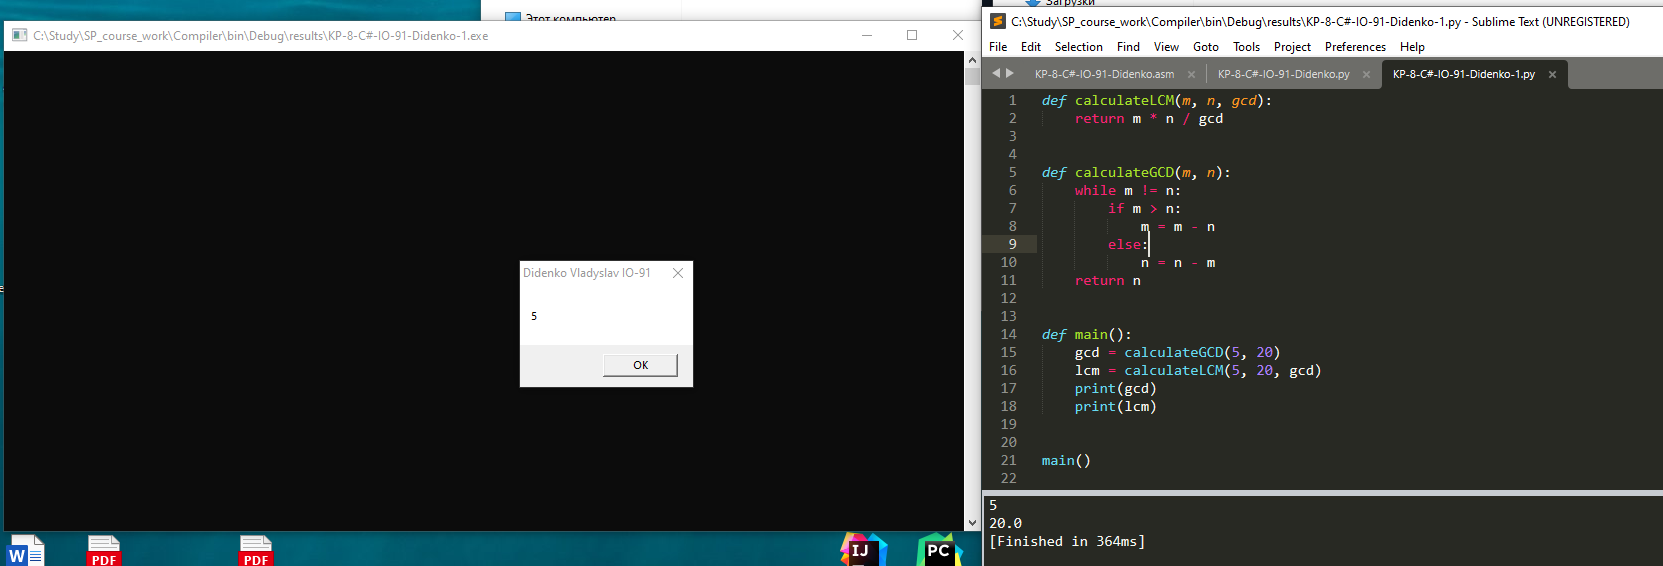 Этот компьютер
Загрузки
C:\Study\SP_course_work\Compiler\bin\Debug\results\KP-8-C#-IO-91-Didenko-1.exe
Didenko Vladyslav IO-91
5
OK
W
PDF
PDF
IJ
PC
C:\Study\SP_course_work\Compiler\bin\Debug\results\KP-8-C#-IO-91-Didenko-1.py - Sublime Text (UNREGISTERED)
File Edit Selection Find View Goto Tools Project Preferences Help
KP-8-C#-IO-91-Didenko.asm KP-8-C#-IO-91-Didenko.py KP-8-C#-IO-91-Didenko-1.py
1 def calculateLCM(m, n, gcd):
2 return m * n / gcd
3
4
5 def calculateGCD(m, n):
6 while m != n:
7 if m > n:
8 m = m - n
9 else:
10 n = n - m
11 return n
12
13
14 def main():
15 gcd = calculateGCD(5, 20)
16 lcm = calculateLCM(5, 20, gcd)
17 print(gcd)
18 print(lcm)
19
20
21 main()
22
5
20.0
[Finished in 364ms]